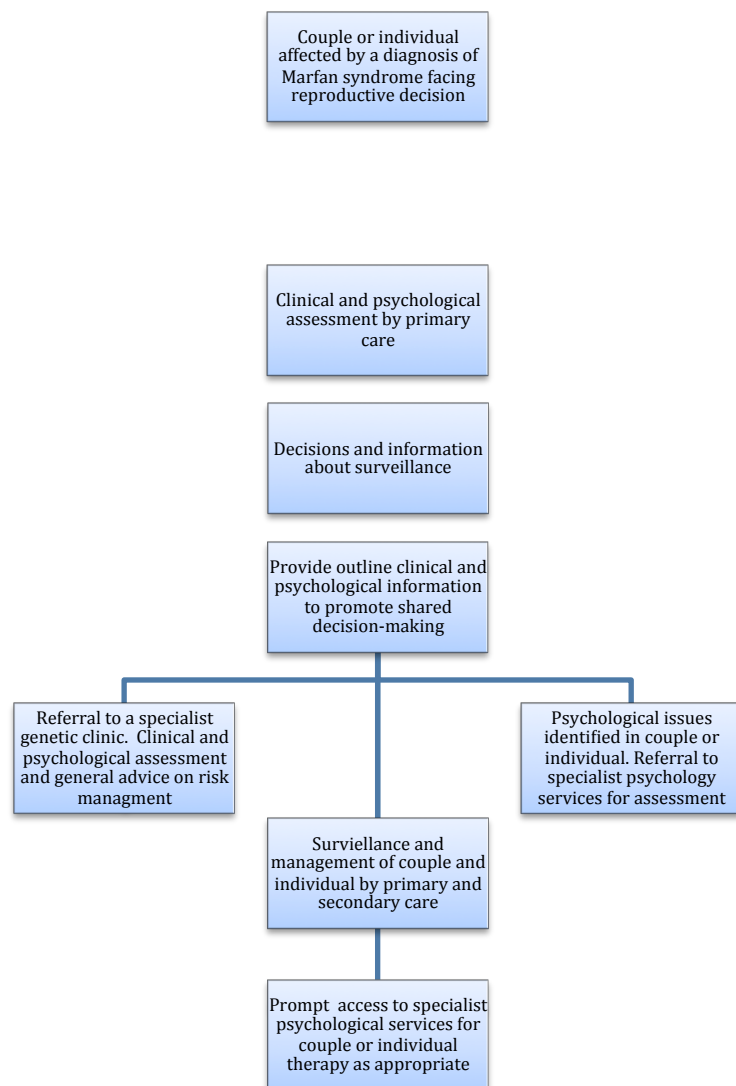 Couple or individual
affected by a diagnosis of
Marfan syndrome facing
reproductive decision
Clinical and psychological
assessment by primary
care
Decisions and information
about surveillance
Provide outline clinical and
psychological information
to promote shared
decision-making
Referral to a specialist
genetic clinic. Clinical and
psychological assessment
and general advice on risk
managment
Psychological issues
identified in couple or
individual. Referral to
specialist psychology
services for assessment
Surviellance and
management of couple and
individual by primary and
secondary care
Prompt access to specialist
psychological services for
couple or individual
therapy as appropriate